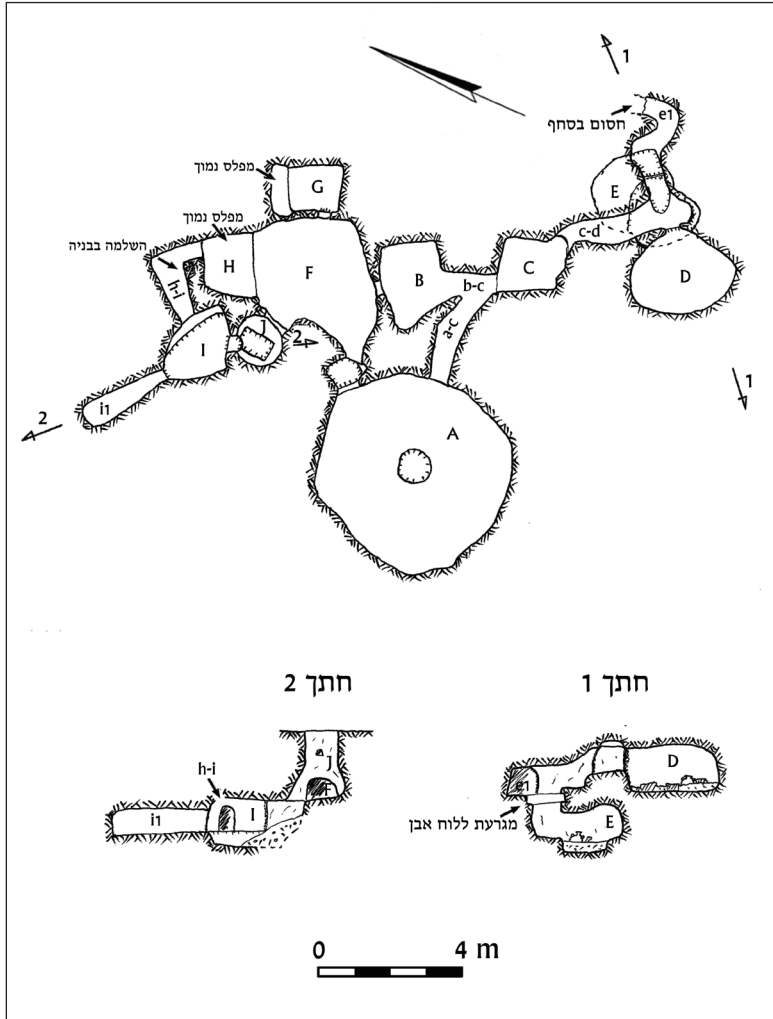 1
e1
חסום בסחף
מפלס נמוך
G
E
מפלס נמוך
c-d
השלמה בבניה
H
F
B
b-c
C
D
h-i
J
2
a-c
I
1
i1
2
A
חתך 2
חתך 1
h-i
J
F
i1
I
D
e1
E
מגרעת ללוח אבן
0
4 m